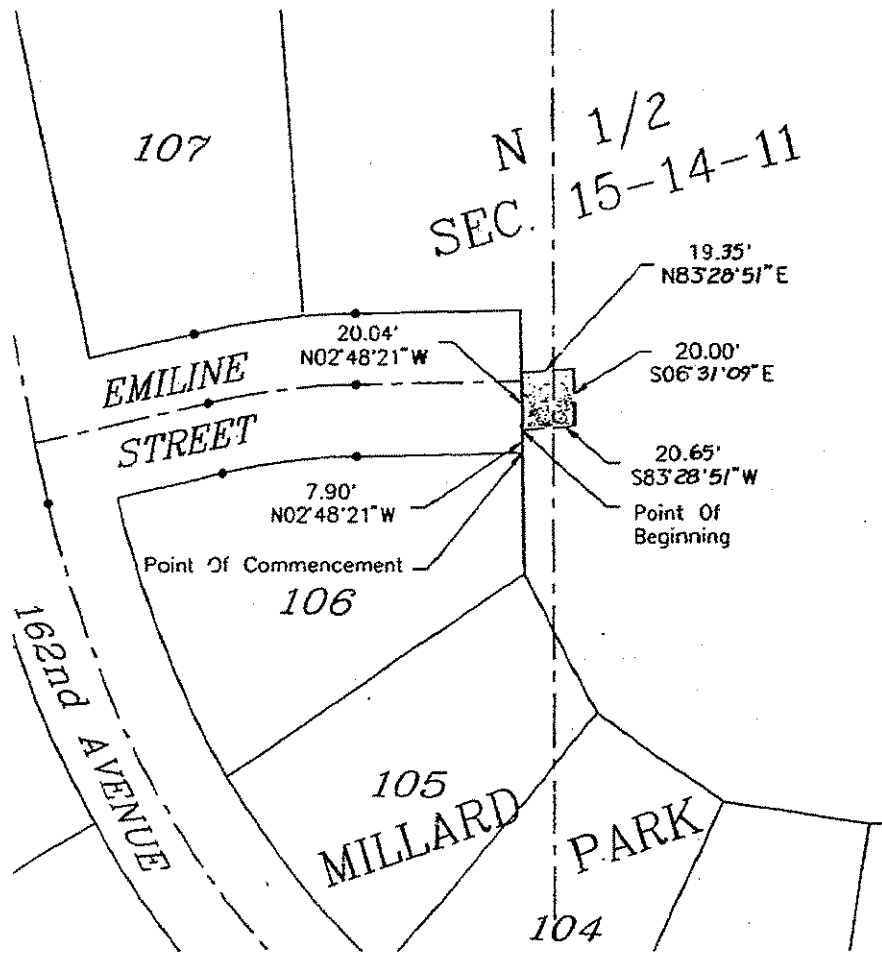 107
N 1/2
SEC. 15-14-11
19.35'
N83°28'51"E
20.04'
N02°48'21"W
EMILINE
STREET
20.00'
S06°31'09"E
20.65'
S83°28'51"W
7.90'
N02°48'21"W
Point Of
Beginning
Point Of Commencement
106
162nd AVENUE
105
MILLARD PARK
104